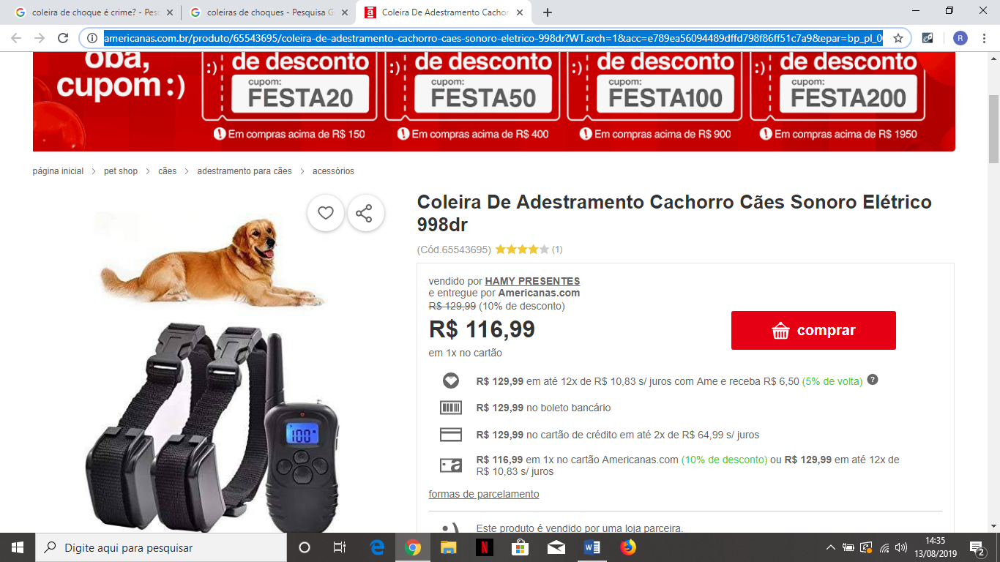 coleira de choque é crime? - Pesq
coleiras de choques - Pesquisa G
Coleira De Adestramento Cachorr
americanas.com.br/produto/65543695/coleira-de-adestramento-cachorro-caes-sonoro-eletrico-998dr?WT.srch=1&acc=e789ea56094489dffd798f86ff51c7a9&epar=bp_pl_0
R
oba,
cupom:)
:) de desconto
cupom:
FESTA20
Em compras acima de R$ 150
:) de desconto
cupom:
FESTA50
Em compras acima de R$ 400
:) de desconto
cupom:
FESTA100
Em compras acima de R$ 900
:) de desconto
cupom:
FESTA200
Em compras acima de R$ 1950
página inicial > pet shop > cães > adestramento para cães > acessórios
Coleira De Adestramento Cachorro Cães Sonoro Elétrico
998dr
(Cód.65543695) (1)
vendido por HAMY PRESENTES
e entregue por Americanas.com
R$ 129,99 (10% de desconto)
R$ 116,99
em 1x no cartão
comprar
R$ 129,99 em até 12x de R$ 10,83 s/ juros com Ame e receba R$ 6,50 (5% de volta) ?
R$ 129,99 no boleto bancário
R$ 129,99 no cartão de crédito em até 2x de R$ 64,99 s/ juros
R$ 116,99 em 1x no cartão Americanas.com (10% de desconto) ou R$ 129,99 em até 12x de
R$ 10,83 s/ juros
formas de parcelamento
Este produto é vendido por uma loja parceira.
100
Digite aqui para pesquisar
14:35
13/08/2019
2